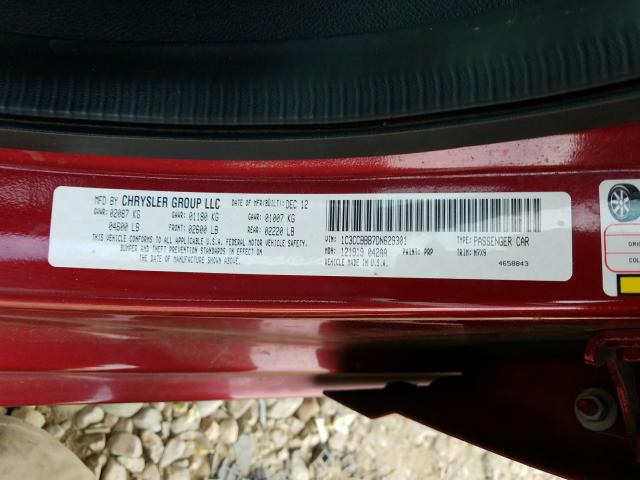 MFD BY CHRYSLER GROUP LLC DATE OF MFR(BUILT): DEC 12
GVWR: 02087 KG GAWR: 01180 KG GAWR: 01007 KG
04600 LB FRONT: 02600 LB REAR: 02220 LB
THIS VEHICLE CONFORMS TO ALL APPLICABLE U.S.A. FEDERAL MOTOR VEHICLE SAFETY,
BUMPER AND THEFT PREVENTION STANDARDS IN EFFECT ON
THE DATE OF MANUFACTURE SHOWN ABOVE.
VIN: 1C3CCBBB7DN629301 TYPE: PASSENGER CAR
MDH: 121919 042AA PAINT: PRP TRIM: MRX9
VEHICLE MADE IN U.S.A. 4658843